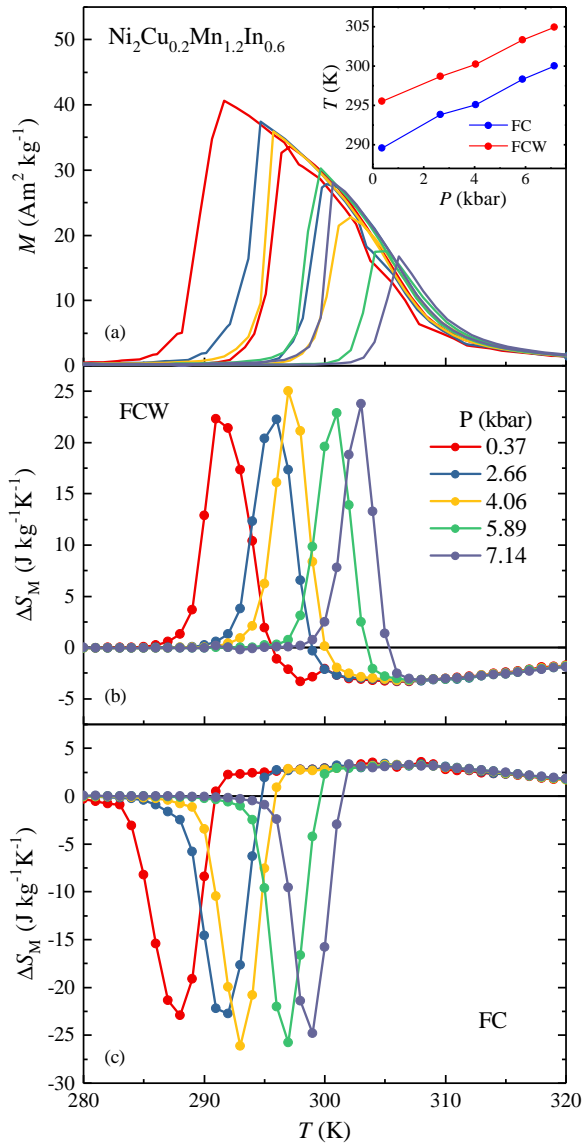 Ni2Cu0.2Mn1.2In0.6
50
40
30
20
10
0
M (Am2 kg-1)
(a)
305
300
295
290
T (K)
0 2 4 6
P (kbar)
FC
FCW
25
20
15
10
5
0
-5
ΔSM (J kg-1K-1)
FCW
P (kbar)
0.37
2.66
4.06
5.89
7.14
(b)
5
0
-5
-10
-15
-20
-25
-30
ΔSM (J kg-1K-1)
(c)
FC
280 290 300 310 320
T (K)